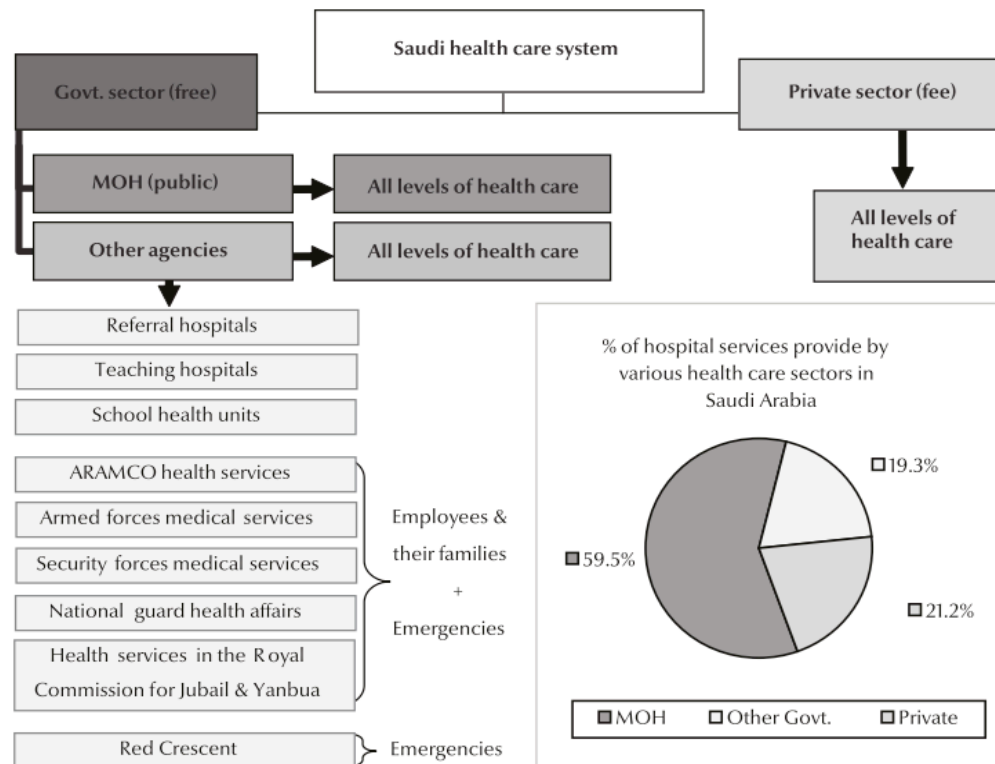 Saudi health care system
Govt. sector (free)
Private sector (fee)
MOH (public)
All levels of health care
Other agencies
All levels of health care
All levels of
health care
Referral hospitals
Teaching hospitals
School health units
ARAMCO health services
Armed forces medical services
Security forces medical services
National guard health affairs
Health services in the Royal
Commission for Jubail & Yanbua
Employees &
their families
+
Emergencies
Red Crescent
Emergencies
% of hospital services provide by
various health care sectors in
Saudi Arabia
19.3%
59.5%
21.2%
MOH
Other Govt.
Private